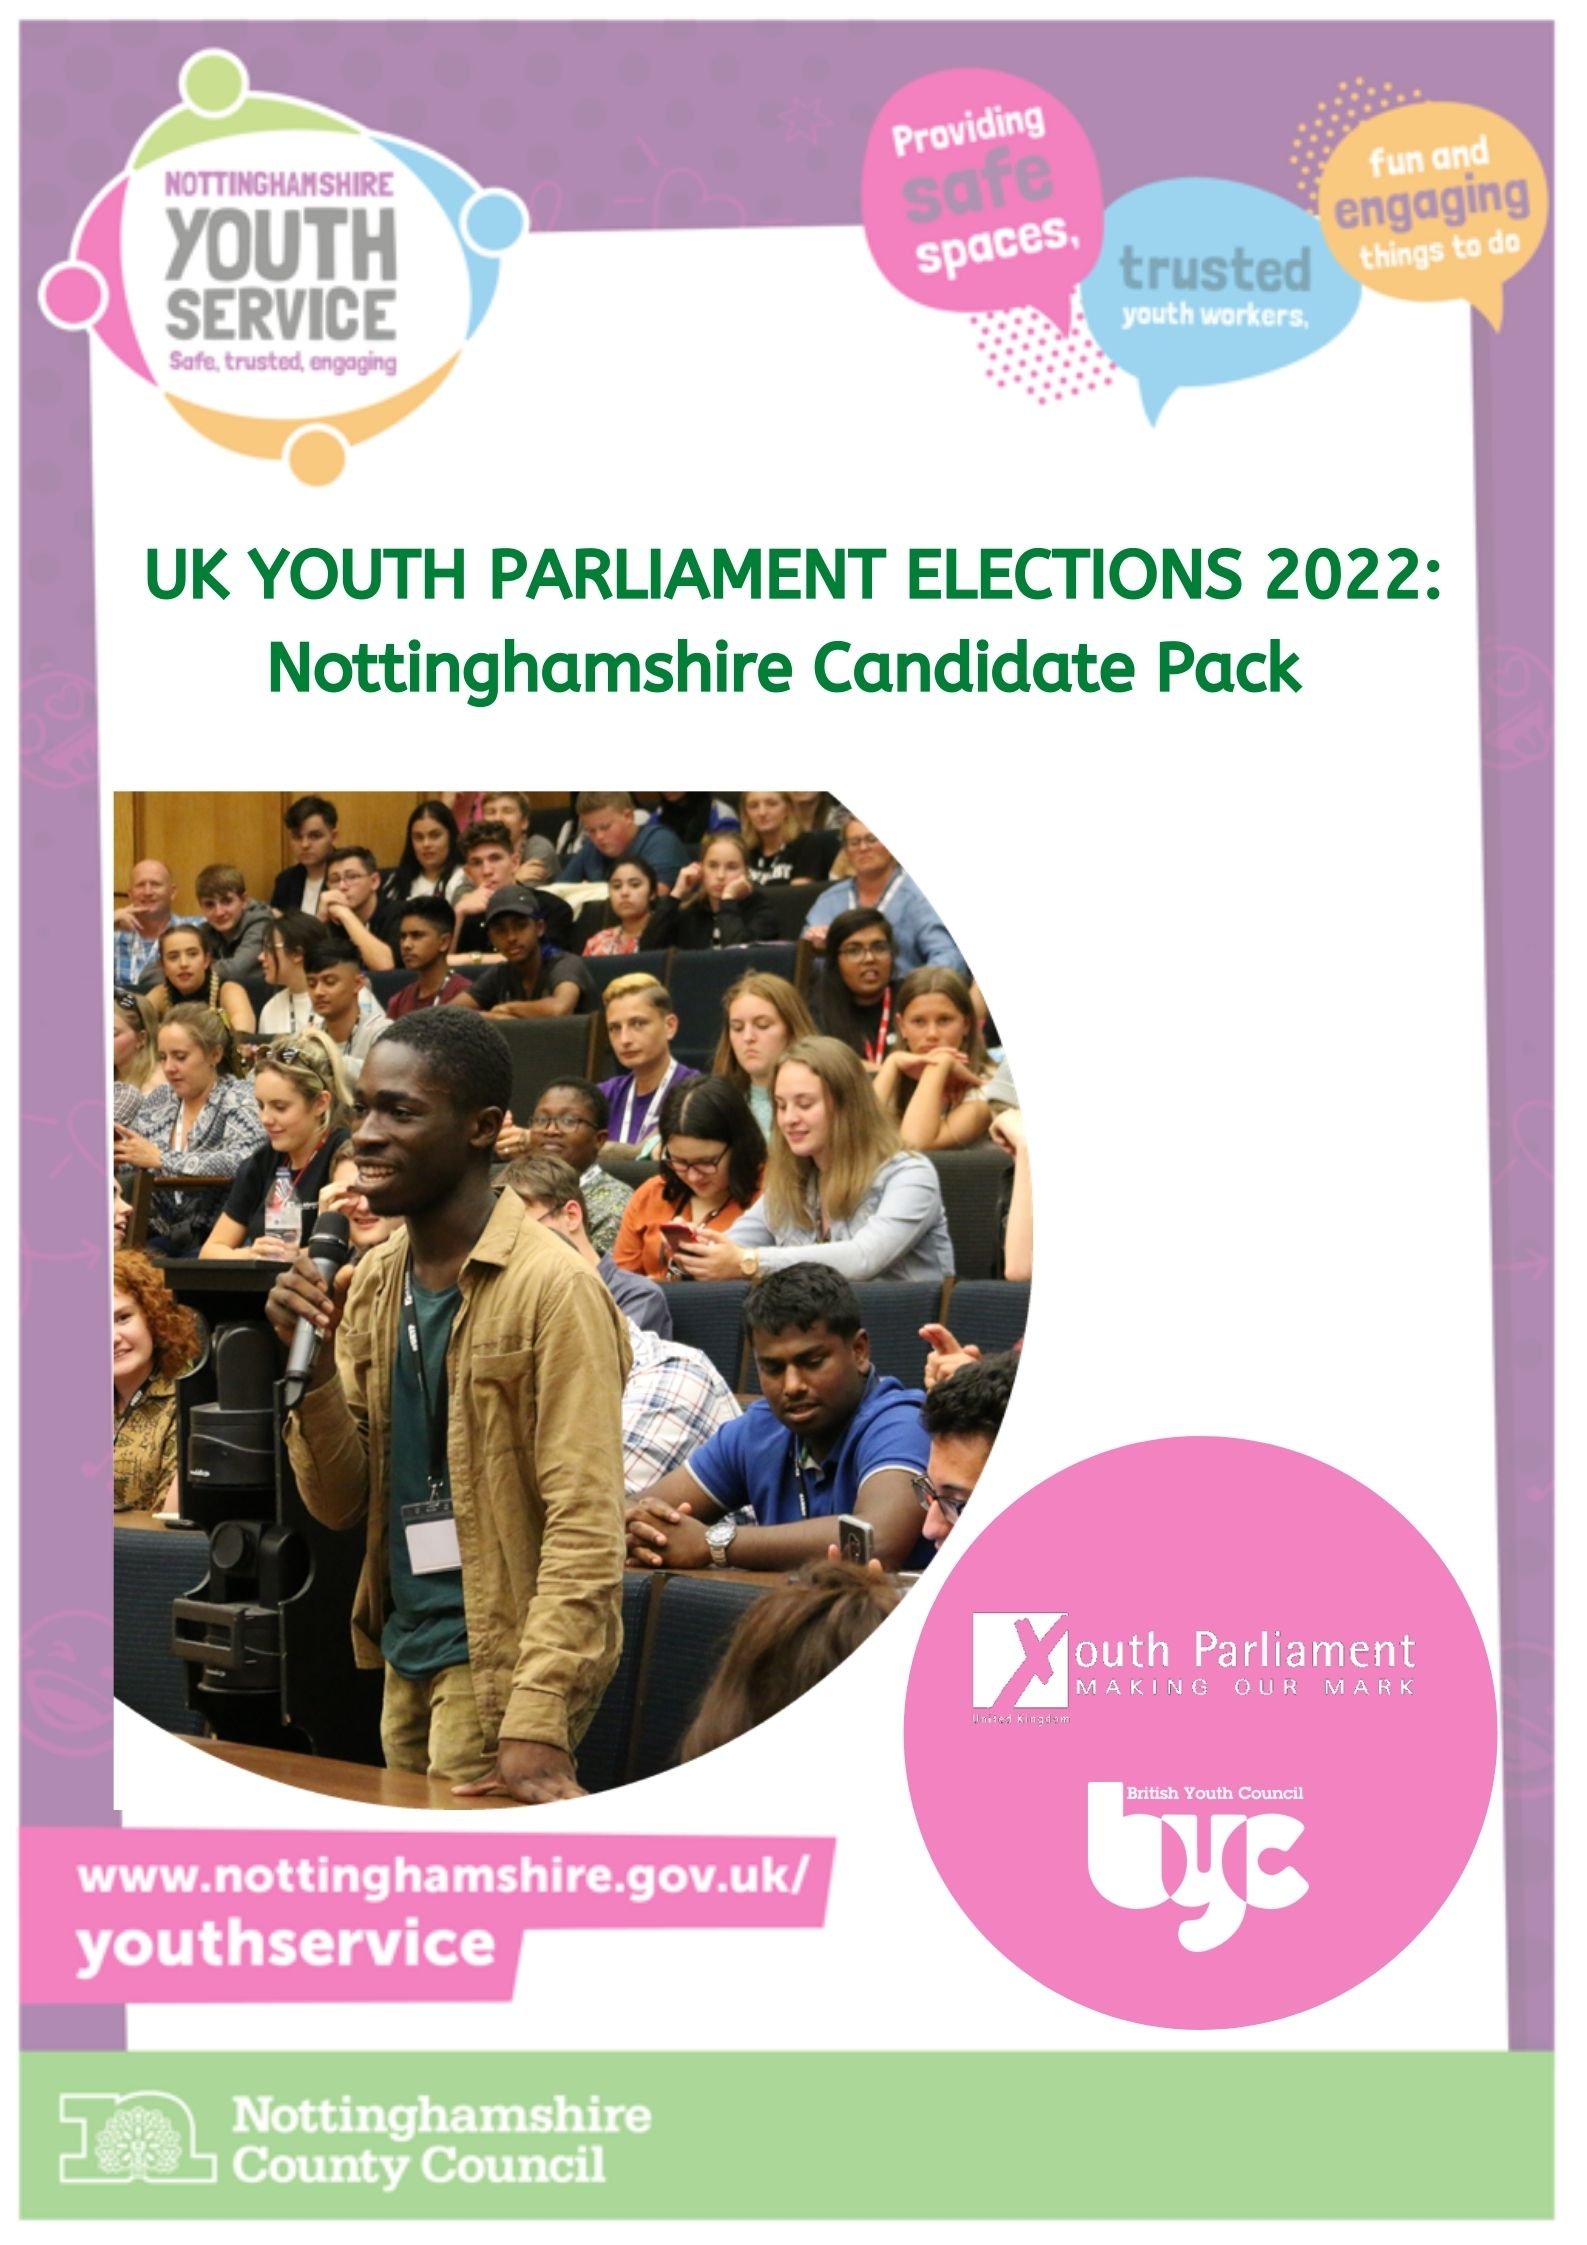 NOTTINGHAMSHIRE
YOUTH
SERVICE
Safe, trusted, engaging
Providing
safe
spaces,
trusted
youth workers,
fun and
engaging
things to do
UK YOUTH PARLIAMENT ELECTIONS 2022:
Nottinghamshire Candidate Pack
Youth Parliament
MAKING OUR MARK
United Kingdom
British Youth Council
byc
www.nottinghamshire.gov.uk/
youthservice
Nottinghamshire
County Council